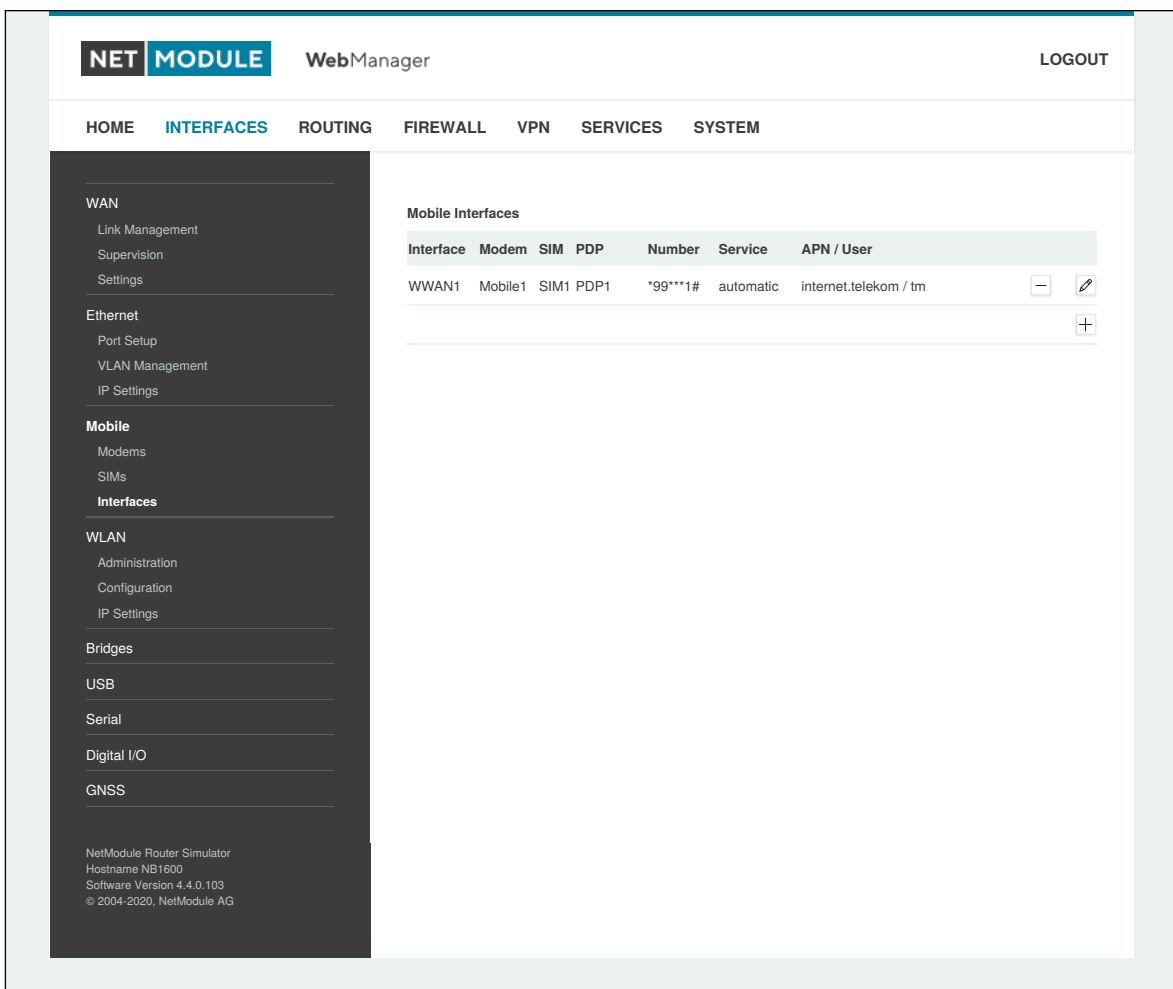 NET MODULE WebManager LOGOUT
HOME INTERFACES ROUTING FIREWALL VPN SERVICES SYSTEM
WAN
Link Management
Supervision
Settings
Ethernet
Port Setup
VLAN Management
IP Settings
Mobile
Modems
SIMs
Interfaces
WLAN
Administration
Configuration
IP Settings
Bridges
USB
Serial
Digital I/O
GNSS
NetModule Router Simulator
Hostname NB1600
Software Version 4.4.0.103
© 2004-2020, NetModule AG
Mobile Interfaces
Interface Modem SIM PDP Number Service APN / User
WWAN1 Mobile1 SIM1 PDP1 *99***1# automatic internet.telekom / tm